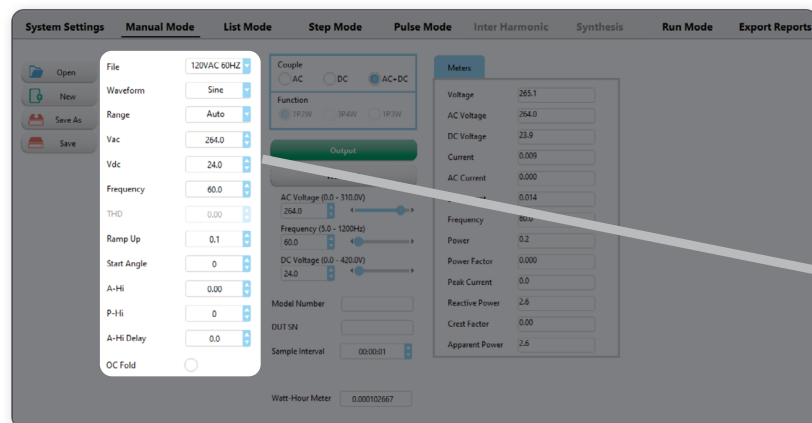 System Settings Manual Mode List Mode Step Mode Pulse Mode Inter Harmonic Synthesis Run Mode Export Reports
Open
New
Save As
Save
File 120VAC 60HZ
Waveform Sine
Range Auto
Vac 264.0
Vdc 24.0
Frequency 60.0
THD 0.00
Ramp Up 0.1
Start Angle 0
A-Hi 0.00
P-Hi 0
A-Hi Delay 0.0
OC Fold
Couple
AC DC AC+DC
Function
1P2W 3P4W 1P3W
Output
AC Voltage (0.0 - 310.0V)
264.0
Frequency (5.0 - 1200Hz)
60.0
DC Voltage (0.0 - 420.0V)
24.0
Model Number
DUT SN
Sample Interval 00:00:01
Watt-Hour Meter 0.000102667
Meters
Voltage 265.1
AC Voltage 264.0
DC Voltage 23.9
Current 0.009
AC Current 0.000
0.014
Frequency 60.0
Power 0.2
Power Factor 0.000
Peak Current 0.0
Reactive Power 2.6
Crest Factor 0.00
Apparent Power 2.6